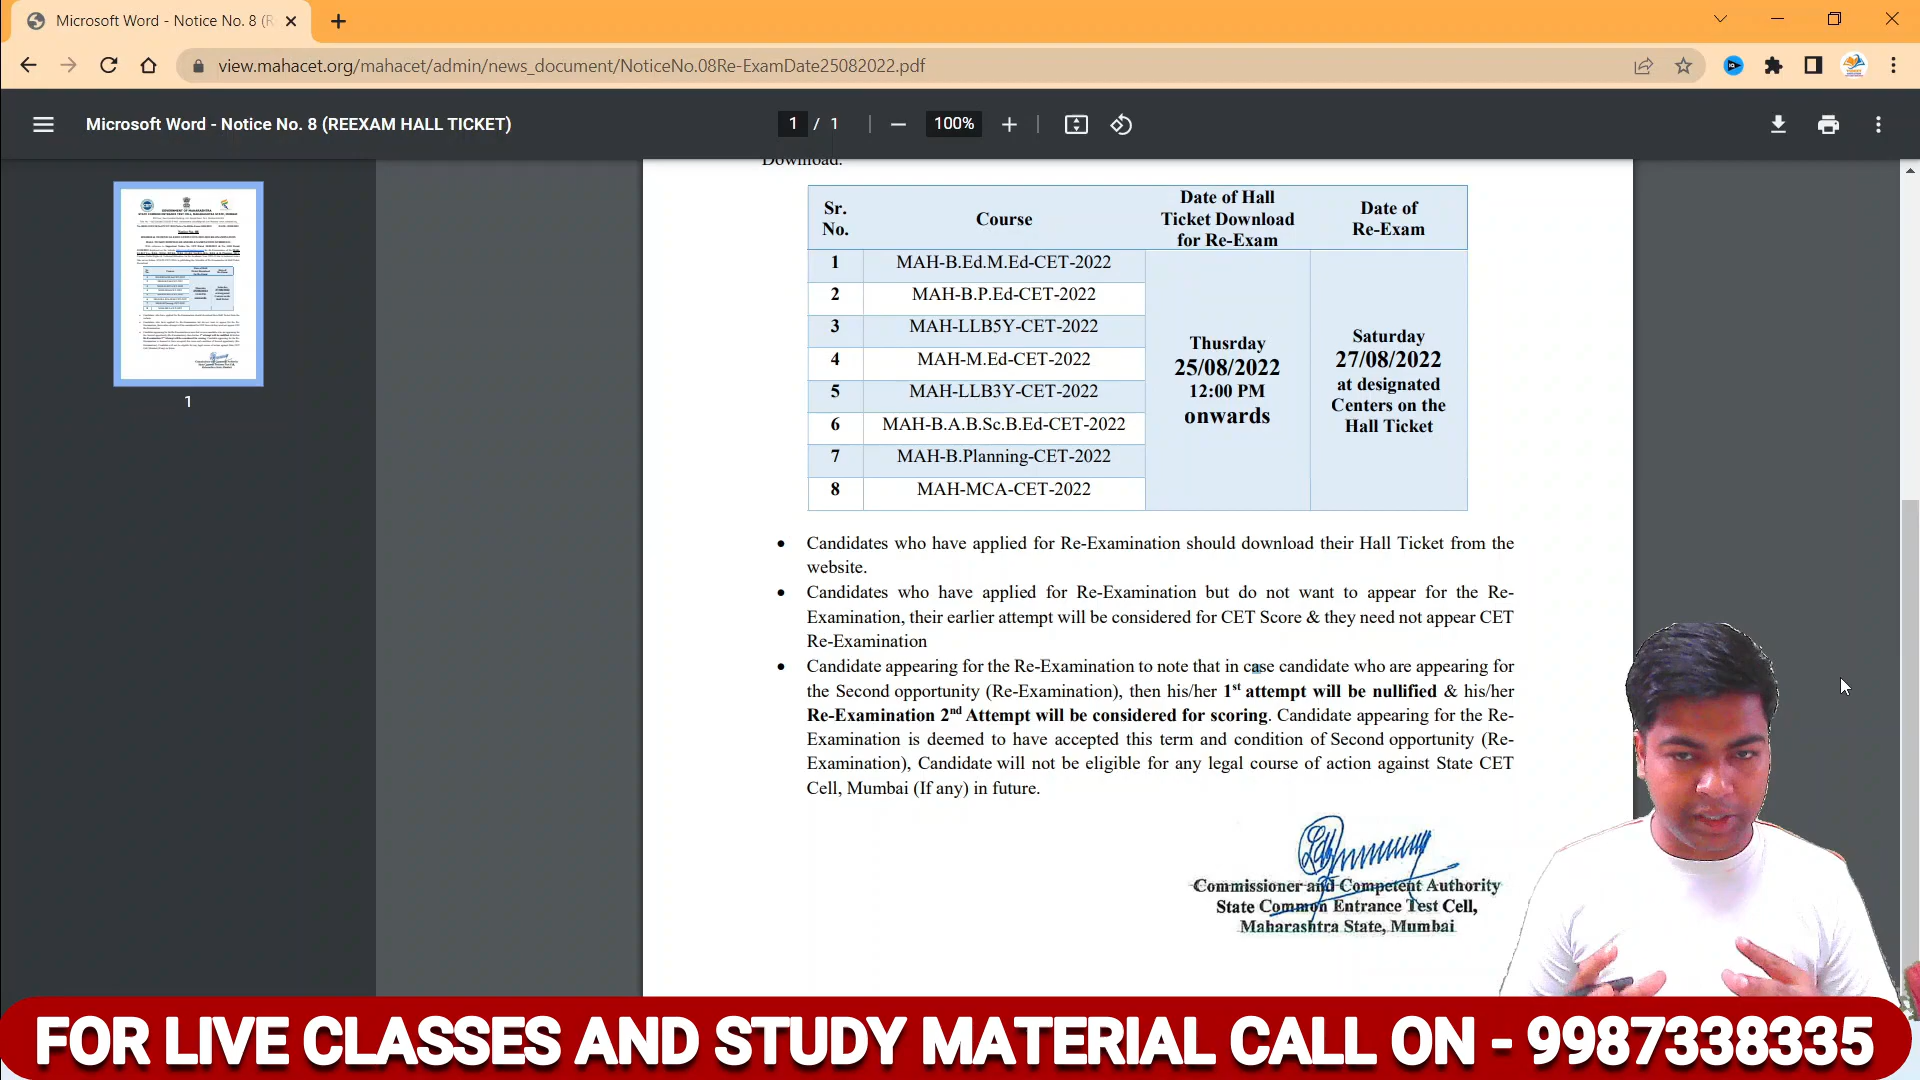 Microsoft Word - Notice No. 8 (R
view.mahacet.org/mahacet/admin/news_document/NoticeNo.08Re-ExamDate25082022.pdf
Microsoft Word - Notice No. 8 (REEXAM HALL TICKET)
1 / 1
100%
1
Download.
Sr. No. Course Date of Hall Ticket Download for Re-Exam Date of Re-Exam
1 MAH-B.Ed.M.Ed-CET-2022
2 MAH-B.P.Ed-CET-2022
3 MAH-LLB5Y-CET-2022
4 MAH-M.Ed-CET-2022
5 MAH-LLB3Y-CET-2022
6 MAH-B.A.B.Sc.B.Ed-CET-2022
7 MAH-B.Planning-CET-2022
8 MAH-MCA-CET-2022
Thusrday
25/08/2022
12:00 PM
onwards
Saturday
27/08/2022
at designated
Centers on the
Hall Ticket
• Candidates who have applied for Re-Examination should download their Hall Ticket from the
website.
• Candidates who have applied for Re-Examination but do not want to appear for the Re-
Examination, their earlier attempt will be considered for CET Score & they need not appear CET
Re-Examination
• Candidate appearing for the Re-Examination to note that in case candidate who are appearing for
the Second opportunity (Re-Examination), then his/her 1st attempt will be nullified & his/her
Re-Examination 2nd Attempt will be considered for scoring. Candidate appearing for the Re-
Examination is deemed to have accepted this term and condition of Second opportunity (Re-
Examination), Candidate will not be eligible for any legal course of action against State CET
Cell, Mumbai (If any) in future.
Commissioner and Competent Authority
State Common Entrance Test Cell,
Maharashtra State, Mumbai
FOR LIVE CLASSES AND STUDY MATERIAL CALL ON - 9987338335